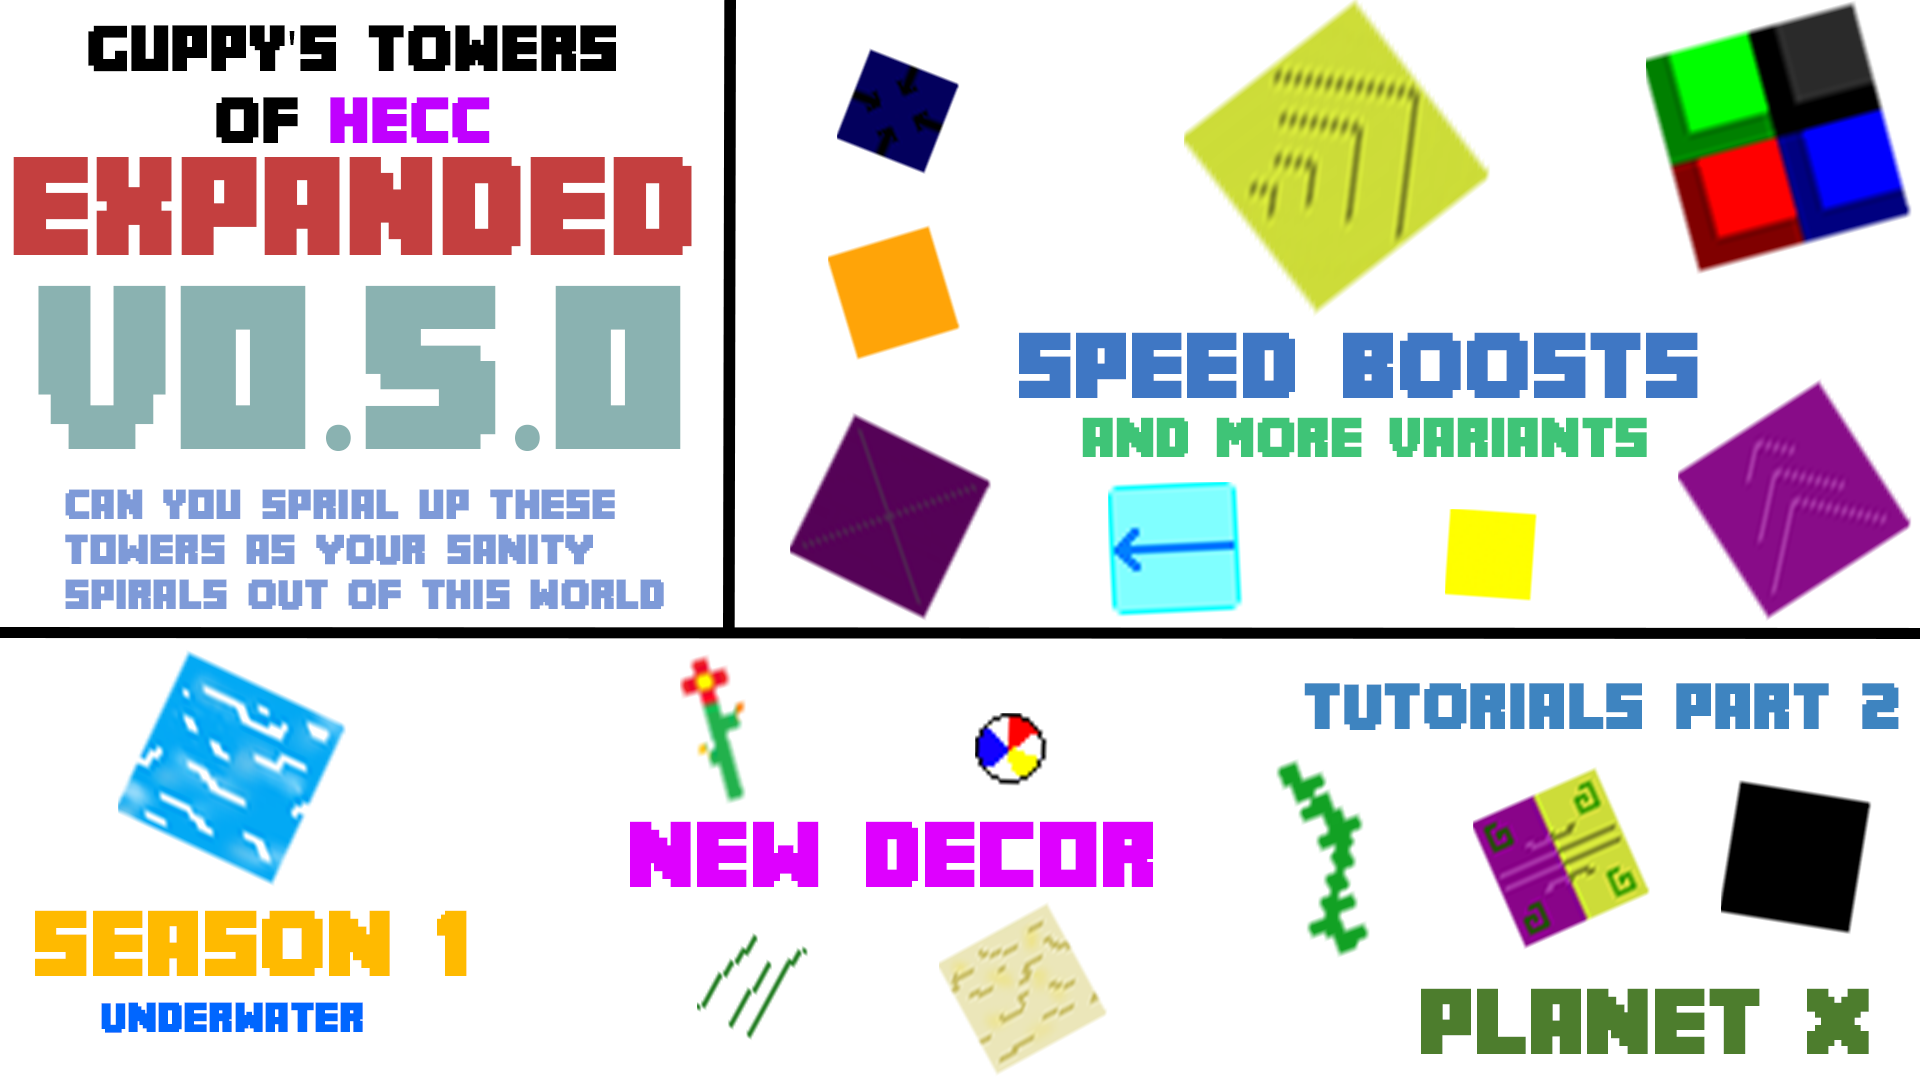 GUPPY'S TOWERS
OF HECC
EXPANDED
V0.5.0
CAN YOU SPRIAL UP THESE
TOWERS AS YOUR SANITY
SPIRALS OUT OF THIS WORLD
SPEED BOOSTS
AND MORE VARIANTS
SEASON 1
UNDERWATER
NEW DECOR
TUTORIALS PART 2
PLANET X